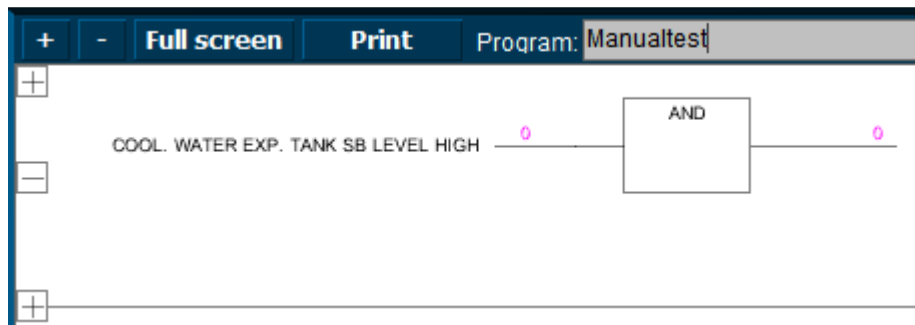 + - Full screen Print Program: Manualtest
AND
COOL. WATER EXP. TANK SB LEVEL HIGH 0 0